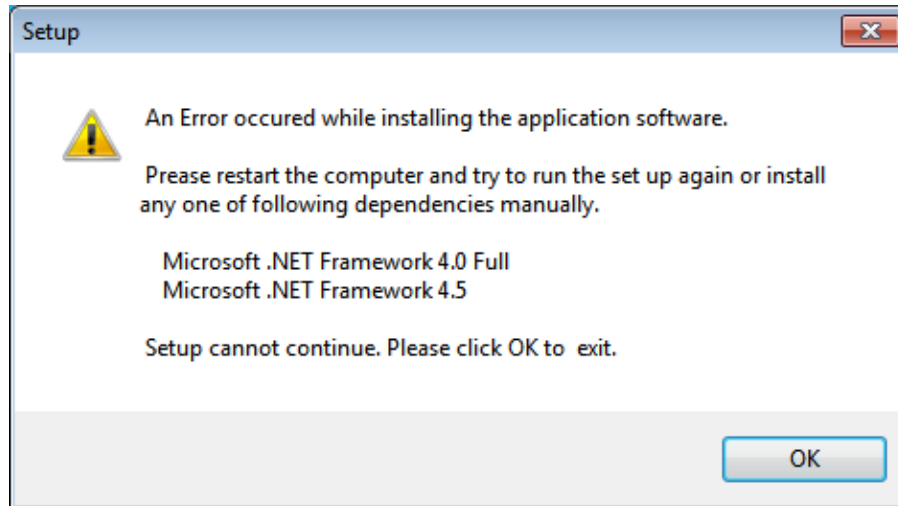 Setup
An Error occured while installing the application software.
Prease restart the computer and try to run the set up again or install
any one of following dependencies manually.
Microsoft .NET Framework 4.0 Full
Microsoft .NET Framework 4.5
Setup cannot continue. Please click OK to  exit.
OK